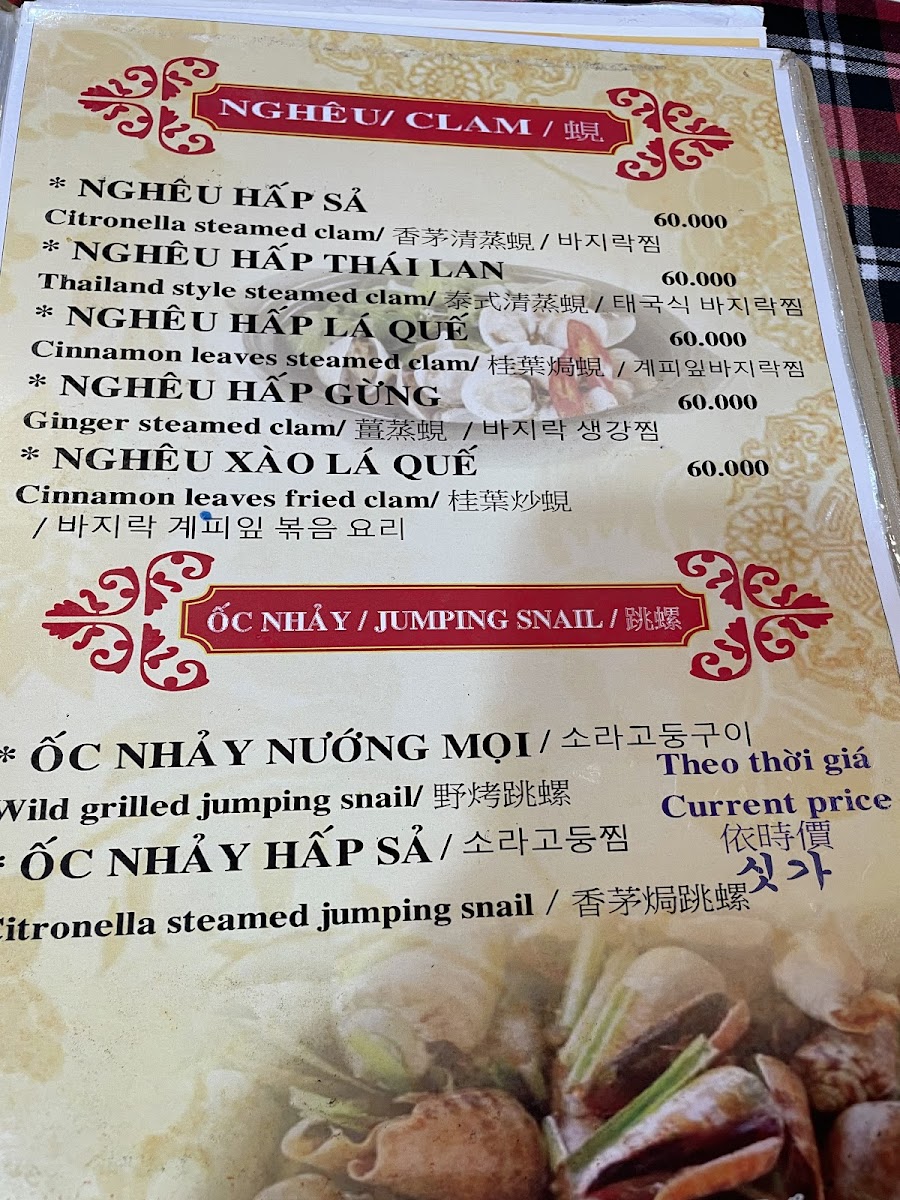 NGHÊU/ CLAM / 蜆
* NGHÊU HẤP SẢ 60.000
Citronella steamed clam/ 香茅清蒸蜆 / 바지락찜
* NGHÊU HẤP THÁI LAN 60.000
Thailand style steamed clam/ 泰式清蒸蜆 / 태국식 바지락찜
* NGHÊU HẤP LÁ QUẾ 60.000
Cinnamon leaves steamed clam/ 桂葉焗蜆 / 계피잎바지락찜
* NGHÊU HẤP GỪNG 60.000
Ginger steamed clam/ 薑蒸蜆 / 바지락 생강찜
* NGHÊU XÀO LÁ QUẾ 60.000
Cinnamon leaves fried clam/ 桂葉炒蜆
/ 바지락 계피잎 볶음 요리
ỐC NHẢY / JUMPING SNAIL / 跳螺
* ỐC NHẢY NƯỚNG MỌI / 소라고둥구이
Theo thời giá
Wild grilled jumping snail/ 野烤跳螺
Current price
* ỐC NHẢY HẤP SẢ / 소라고둥찜
依時價
싯가
Citronella steamed jumping snail / 香茅焗跳螺